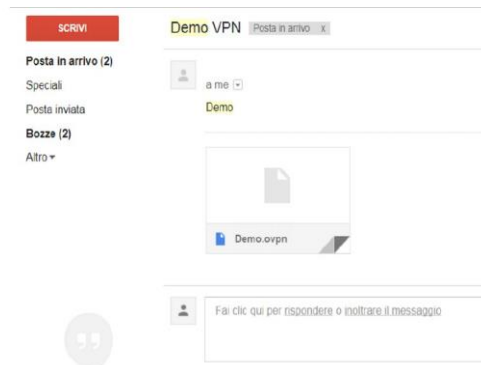 SCRIVI
Demo VPN Posta in arrivo x
Posta in arrivo (2)
Speciali
Posta inviata
Bozze (2)
Altro
a me
Demo
Demo.ovpn
Fai clic qui per rispondere o inoltrare il messaggio